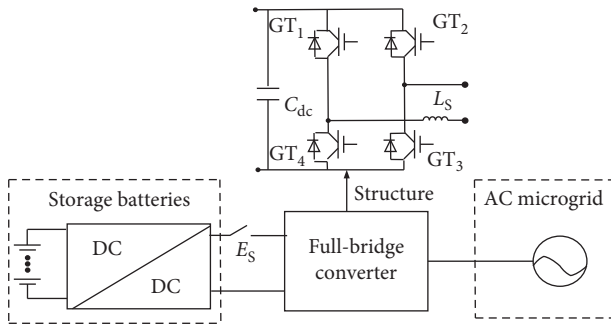 GT1
GT2
Cdc
LS
GT4
GT3
Structure
Storage batteries
AC microgrid
DC
DC
ES
Full-bridge
converter